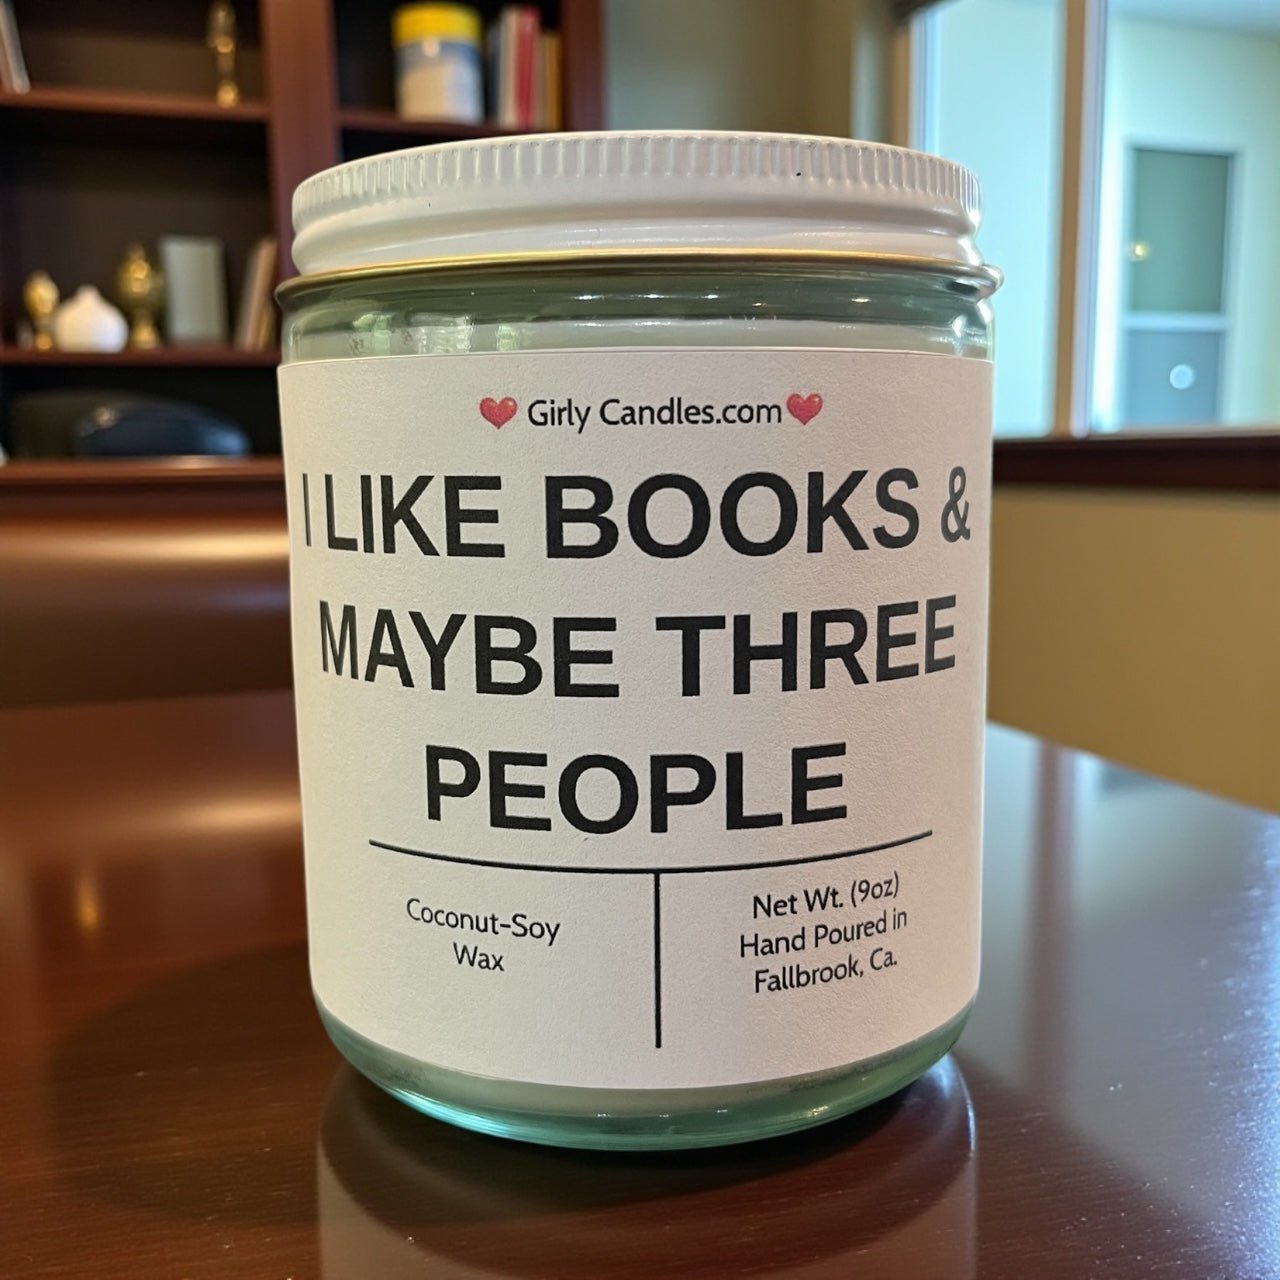 Girly Candles.com
I LIKE BOOKS &
MAYBE THREE
PEOPLE
Coconut-Soy
Wax
Net Wt. (9oz)
Hand Poured in
Fallbrook, Ca.